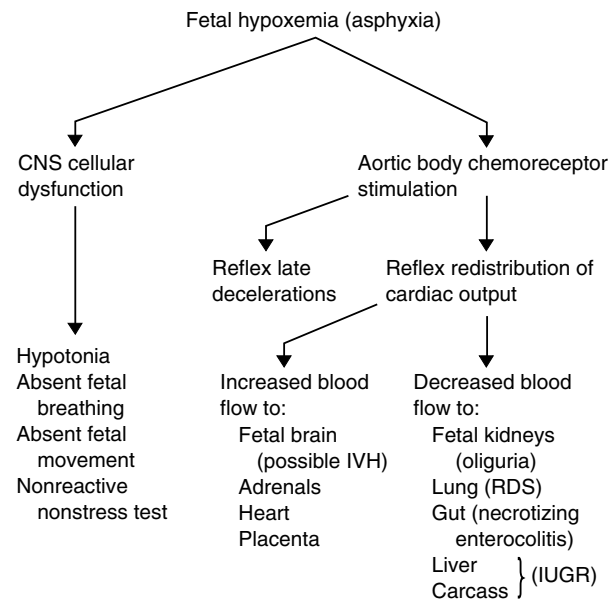 Fetal hypoxemia (asphyxia)
CNS cellular
dysfunction
Aortic body chemoreceptor
stimulation
Reflex late
decelerations
Reflex redistribution of
cardiac output
Hypotonia
Absent fetal
breathing
Absent fetal
movement
Nonreactive
nonstress test
Increased blood
flow to:
Fetal brain
(possible IVH)
Adrenals
Heart
Placenta
Decreased blood
flow to:
Fetal kidneys
(oliguria)
Lung (RDS)
Gut (necrotizing
enterocolitis)
Liver
Carcass } (IUGR)